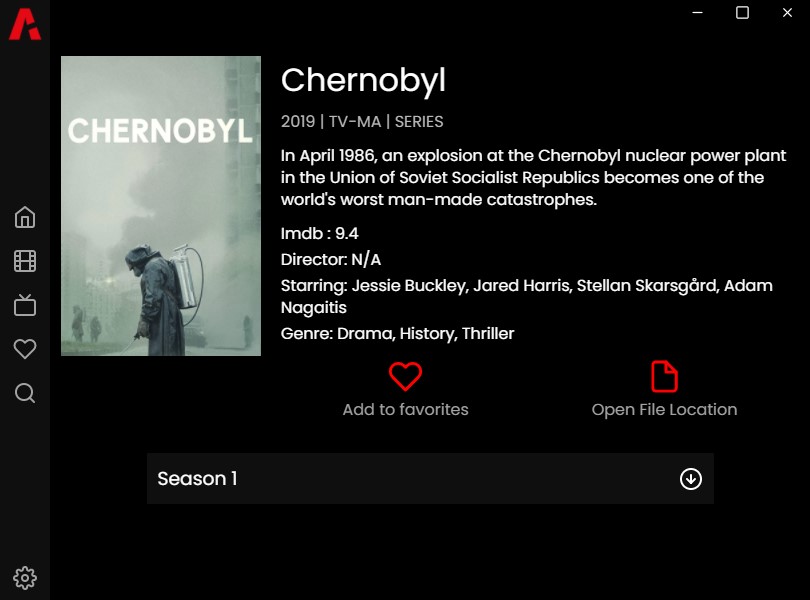 CHERNOBYL
Chernobyl
2019 | TV-MA | SERIES
In April 1986, an explosion at the Chernobyl nuclear power plant
in the Union of Soviet Socialist Republics becomes one of the
world's worst man-made catastrophes.
Imdb : 9.4
Director: N/A
Starring: Jessie Buckley, Jared Harris, Stellan Skarsgård, Adam
Nagaitis
Genre: Drama, History, Thriller
Add to favorites
Open File Location
Season 1